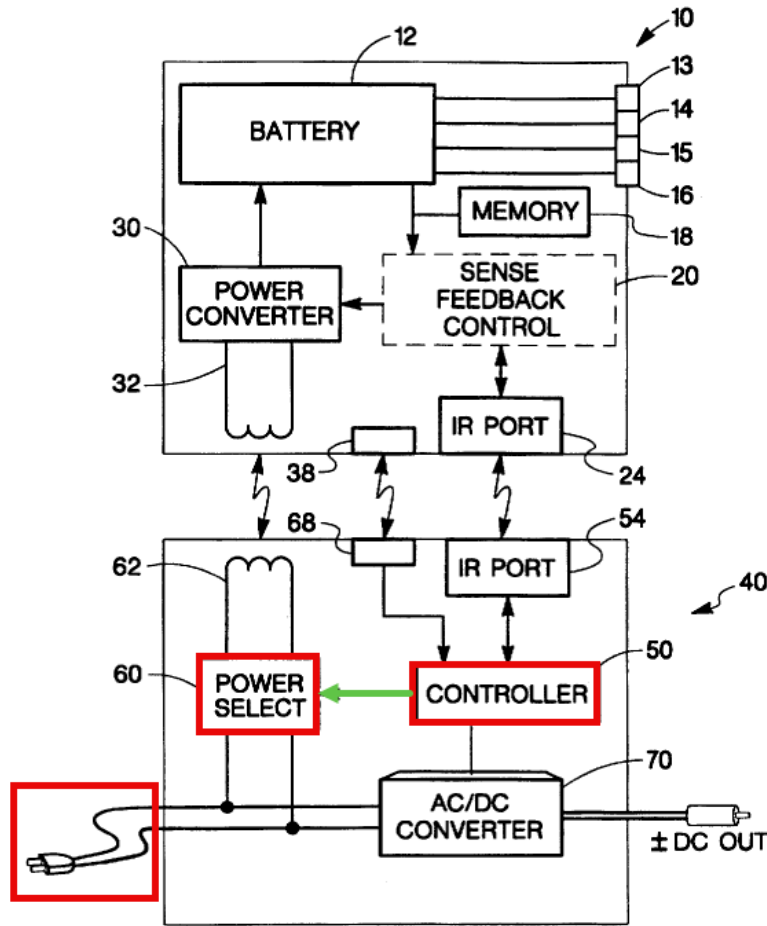 10
12
13
BATTERY
14
15
16
MEMORY
18
30
SENSE
FEEDBACK
CONTROL
20
POWER
CONVERTER
32
IR PORT
38
24
68
54
62
IR PORT
40
50
60
POWER
SELECT
CONTROLLER
70
AC/DC
CONVERTER
± DC OUT